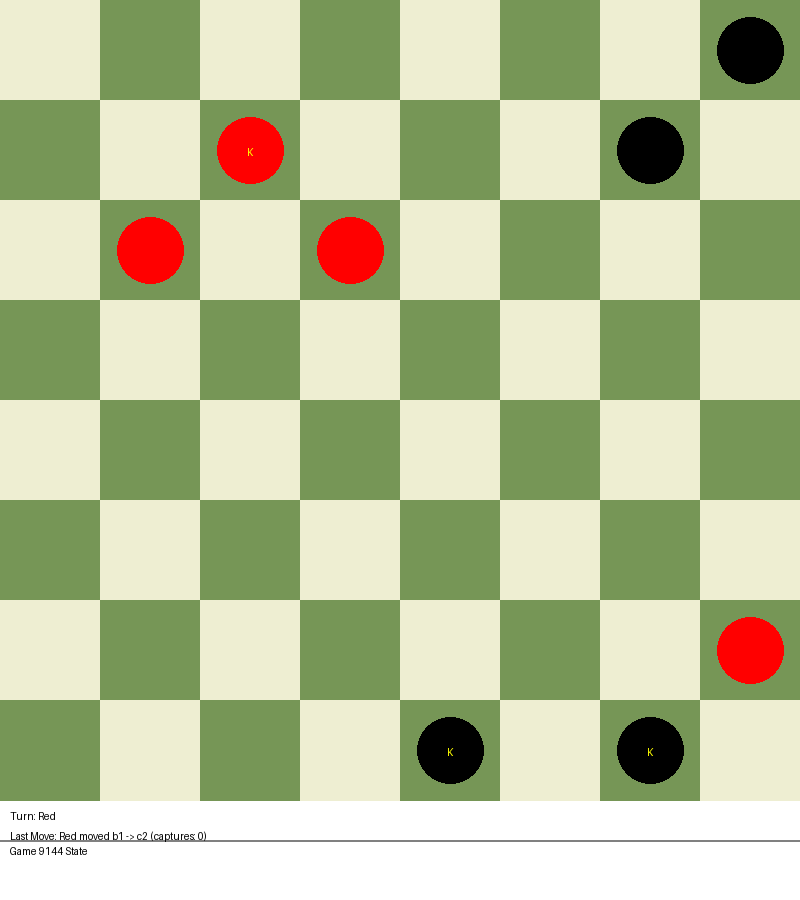 K
K K
Turn: Red
Last Move: Red moved b1 -> c2 (captures: 0)
Game 9144 State